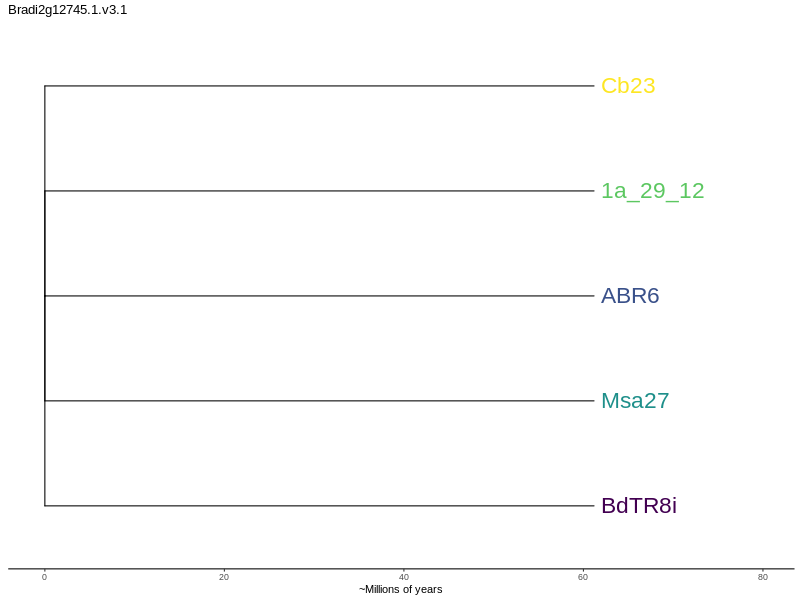 Bradi2g12745.1.v3.1
Cb23
1a_29_12
ABR6
Msa27
BdTR8i
0 20 40 60 80
~Millions of years